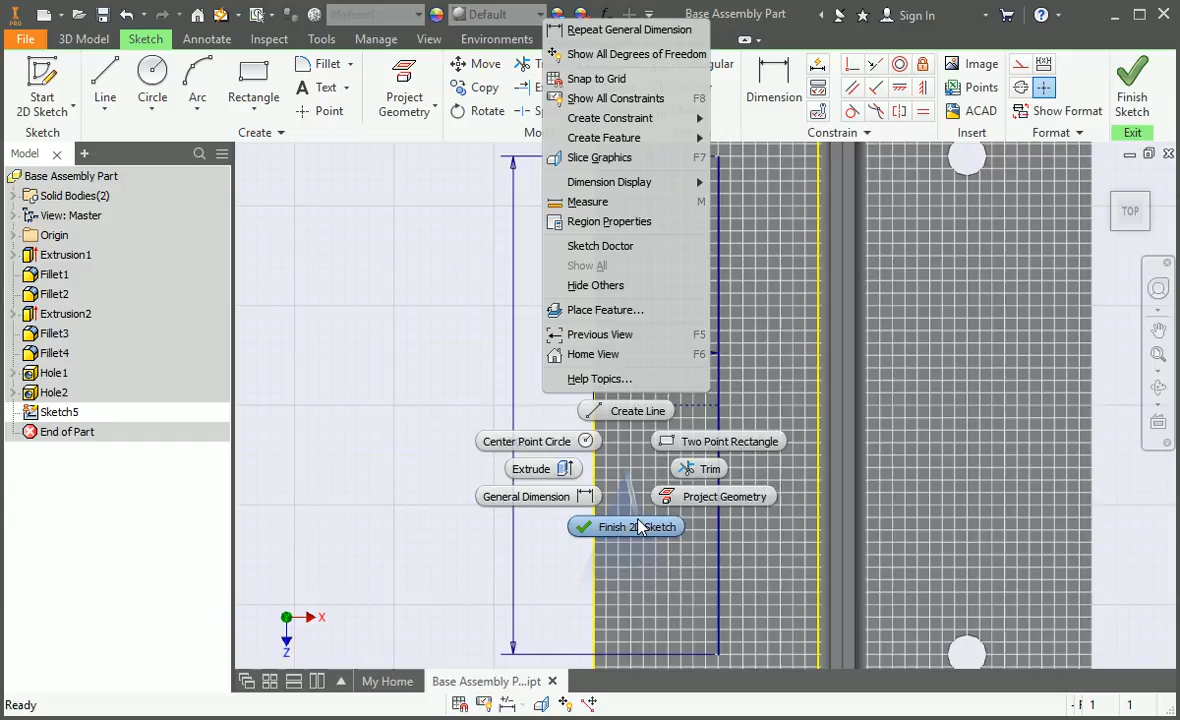 PRO
Material
Default
Base Assembly Part
Sign In
File
3D Model
Sketch
Annotate
Inspect
Tools
Manage
View
Environments
Start
2D Sketch
Line
Circle
Arc
Rectangle
Fillet
Text
Point
Project
Geometry
Move
Copy
Rotate
Dimension
Image
Points
ACAD
Show Format
Finish
Sketch
Sketch
Create
Constrain
Insert
Format
Exit
Model
Base Assembly Part
Solid Bodies(2)
View: Master
Origin
Extrusion1
Fillet1
Fillet2
Extrusion2
Fillet3
Fillet4
Hole1
Hole2
Sketch5
End of Part
Repeat General Dimension
Show All Degrees of Freedom
Snap to Grid
Show All Constraints F8
Create Constraint
Create Feature
Slice Graphics F7
Dimension Display
Measure M
Region Properties
Sketch Doctor
Show All
Hide Others
Place Feature...
Previous View F5
Home View F6
Help Topics...
Create Line
Center Point Circle
Two Point Rectangle
Extrude
Trim
General Dimension
Project Geometry
Finish 2D Sketch
TOP
X
Z
My Home
Base Assembly P...ipt
Ready
1 1